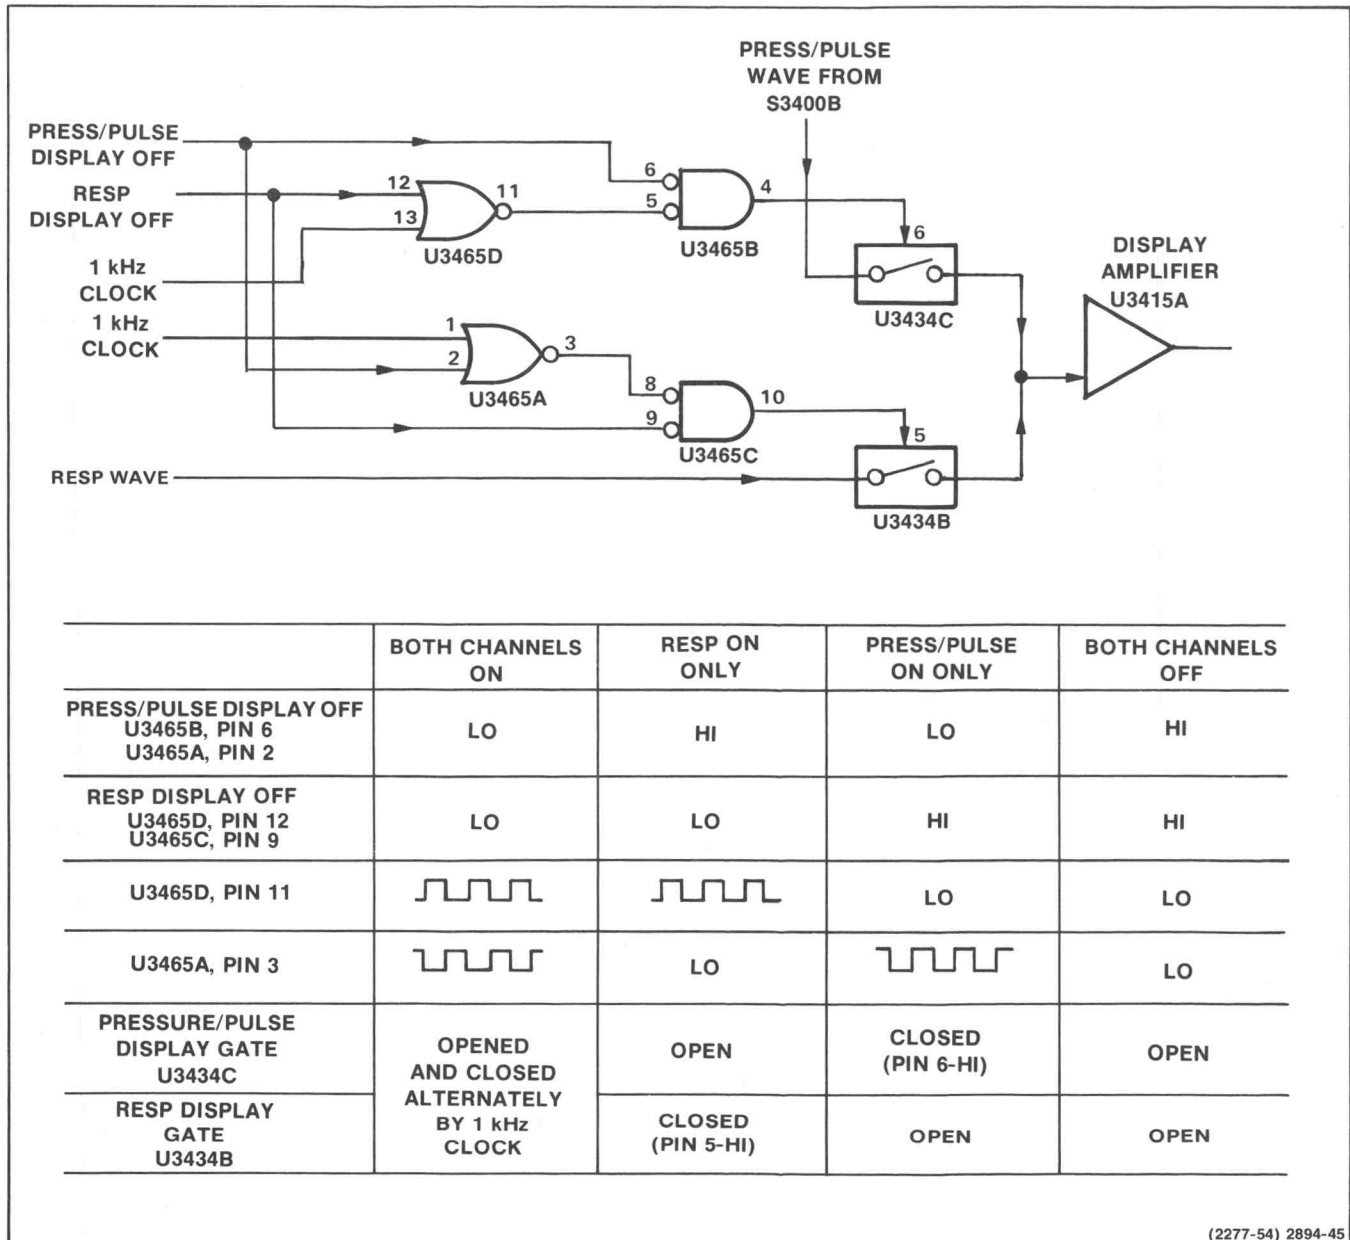 PRESS/PULSE
WAVE FROM
S3400B
PRESS/PULSE
DISPLAY OFF
RESP
DISPLAY OFF
12
13
11
U3465D
6
5
4
U3465B
6
U3434C
DISPLAY
AMPLIFIER
U3415A
1 kHz
CLOCK
1 kHz
CLOCK
1
2
3
U3465A
8
9
10
U3465C
5
U3434B
RESP WAVE
BOTH CHANNELS
ON
RESP ON
ONLY
PRESS/PULSE
ON ONLY
BOTH CHANNELS
OFF
PRESS/PULSE DISPLAY OFF
U3465B, PIN 6
U3465A, PIN 2
LO
HI
LO
HI
RESP DISPLAY OFF
U3465D, PIN 12
U3465C, PIN 9
LO
LO
HI
HI
U3465D, PIN 11
LO
LO
U3465A, PIN 3
LO
LO
PRESSURE/PULSE
DISPLAY GATE
U3434C
OPENED
AND CLOSED
ALTERNATELY
BY 1 kHz
CLOCK
OPEN
CLOSED
(PIN 6-HI)
OPEN
RESP DISPLAY
GATE
U3434B
CLOSED
(PIN 5-HI)
OPEN
OPEN
(2277-54) 2894-45